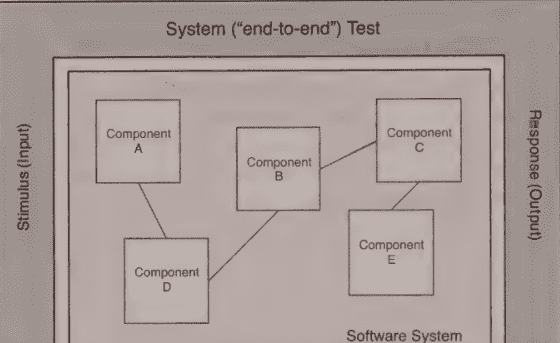 System ("end-to-end") Test
Stimulus (Input)
Component
A
Component
B
Component
C
Response (Output)
Component
D
Component
E
Software System